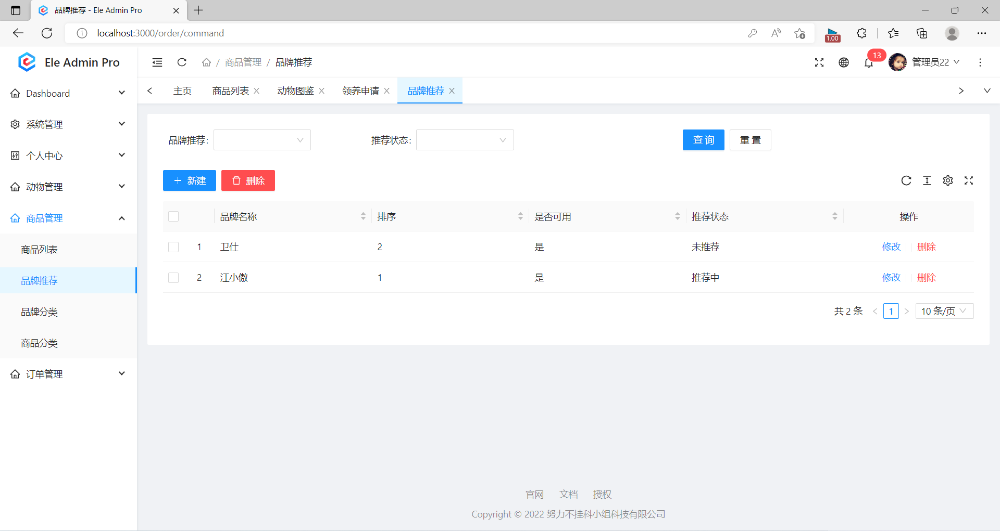 品牌推荐 - Ele Admin Pro
localhost:3000/order/command
1.00
Ele Admin Pro
商品管理 / 品牌推荐
13
管理员22
主页 商品列表 动物图鉴 领养申请 品牌推荐
Dashboard
系统管理
个人中心
动物管理
商品管理
商品列表
品牌推荐
品牌分类
商品分类
订单管理
品牌推荐: 推荐状态: 查 询 重 置
新建 删除
品牌名称 排序 是否可用 推荐状态 操作
1 卫仕 2 是 未推荐 修改 删除
2 江小傲 1 是 推荐中 修改 删除
共 2 条 < 1 > 10 条/页
官网 文档 授权
Copyright © 2022 努力不挂科小组科技有限公司